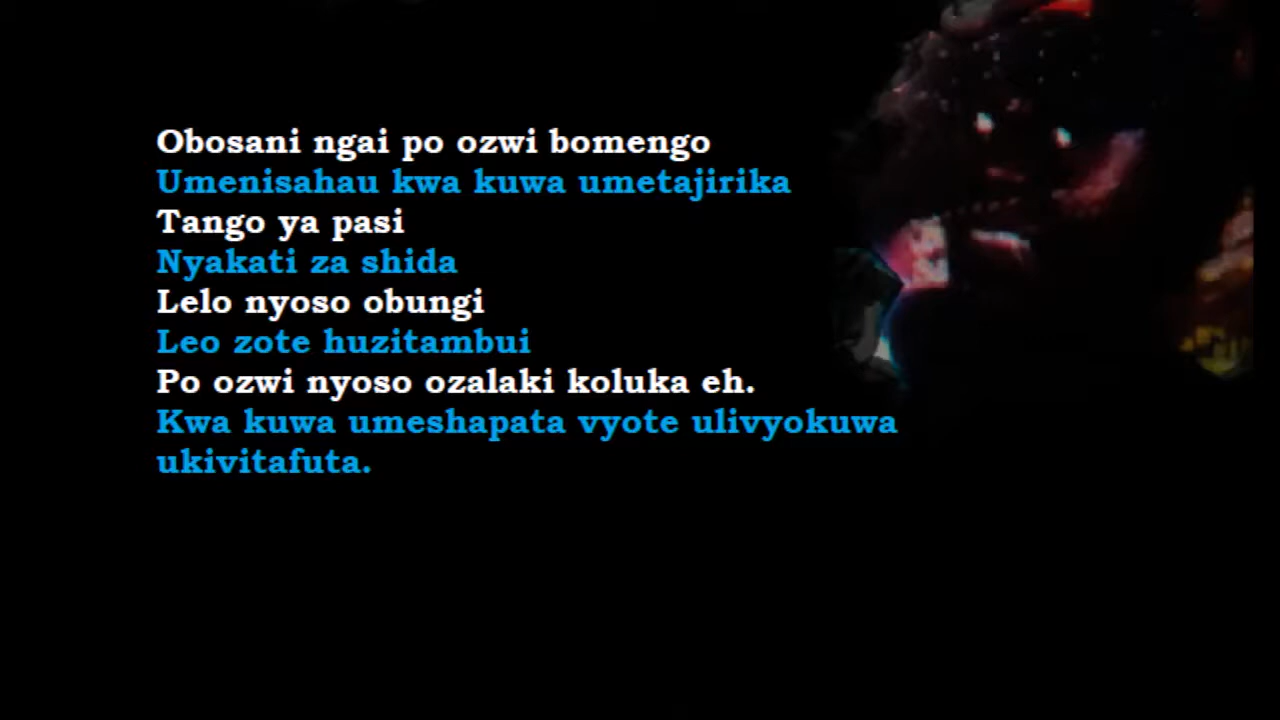 Obosani ngai po ozwi bomengo
Umenisahau kwa kuwa umetajirika
Tango ya pasi
Nyakati za shida
Lelo nyoso obungi
Leo zote huzitambui
Po ozwi nyoso ozalaki koluka eh.
Kwa kuwa umeshapata vyote ulivyokuwa
ukivitafuta.